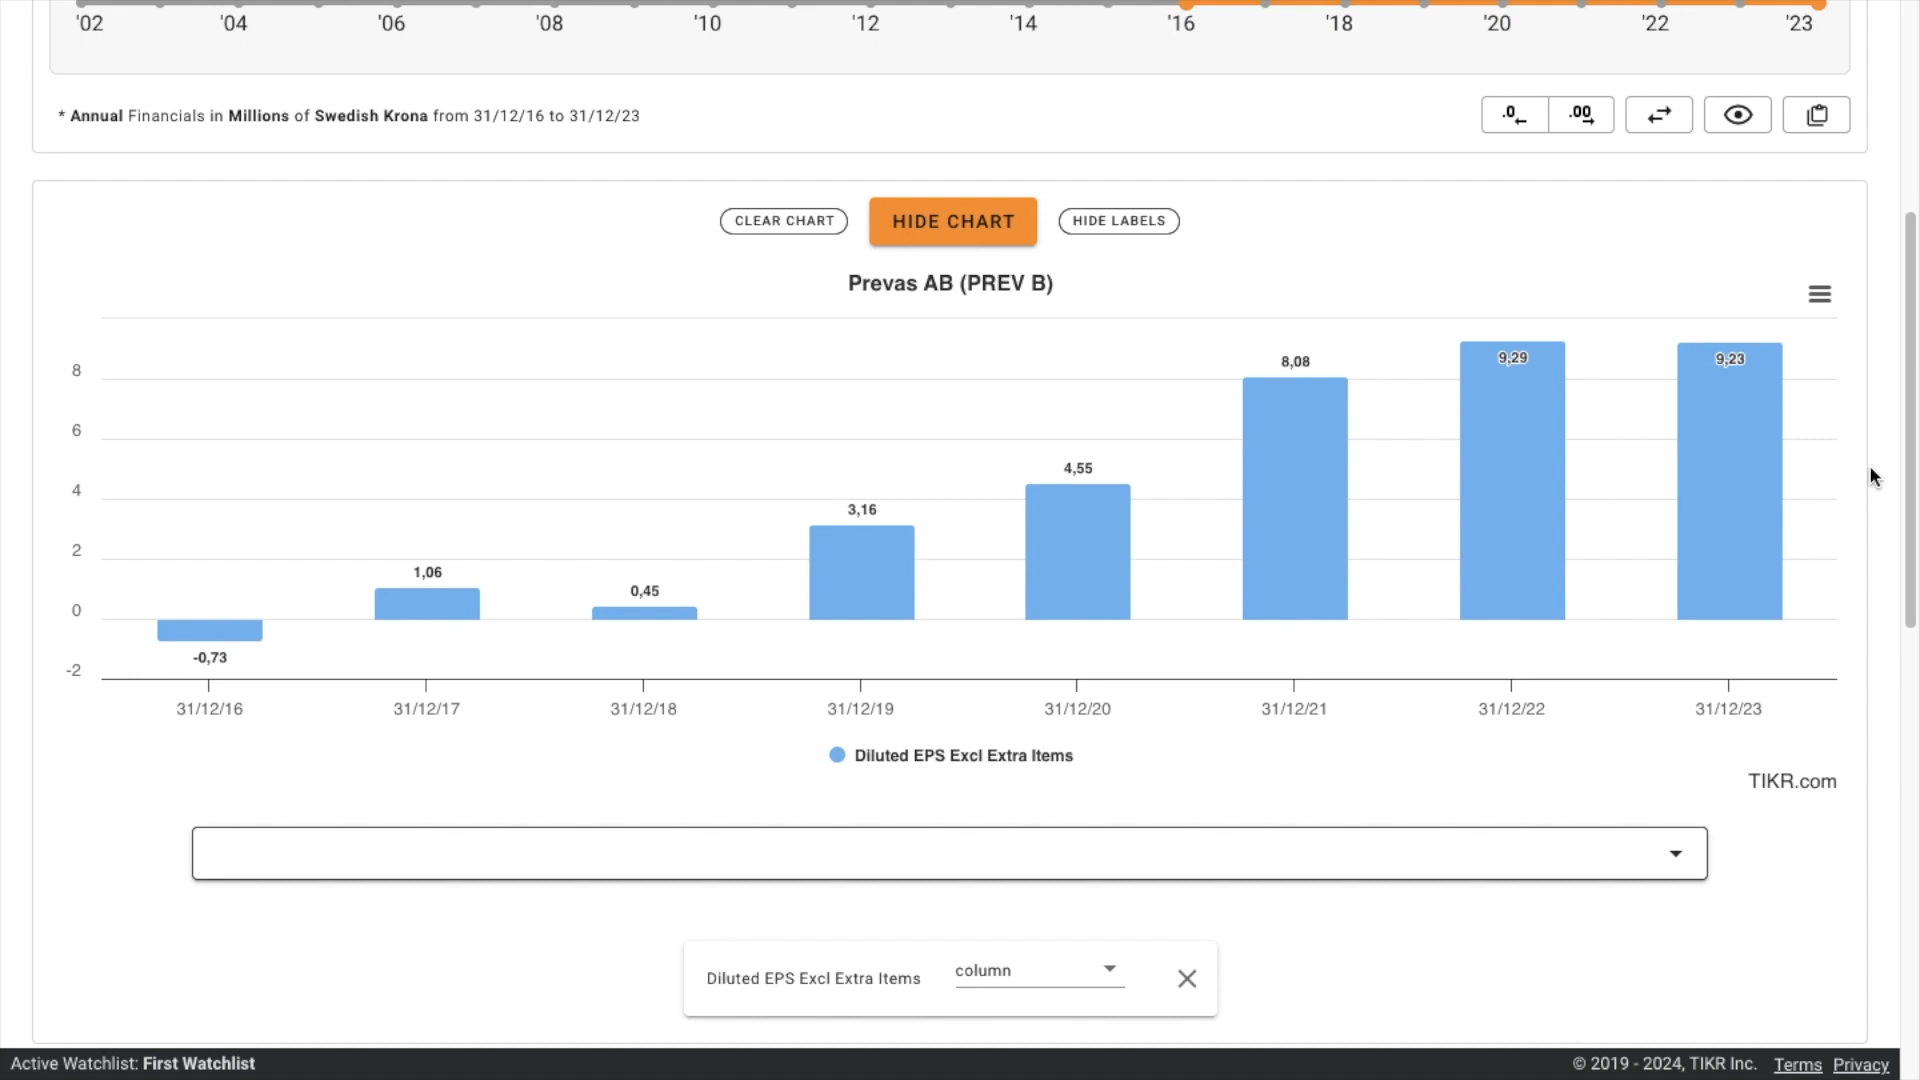 '02 '04 '06 '08 '10 '12 '14 '16 '18 '20 '22 '23
* Annual Financials in Millions of Swedish Krona from 31/12/16 to 31/12/23
.0 .00
CLEAR CHART HIDE CHART HIDE LABELS
Prevas AB (PREV B)
8
6
4
2
0
-2
-0,73
1,06
0,45
3,16
4,55
8,08
9,29
9,23
31/12/16 31/12/17 31/12/18 31/12/19 31/12/20 31/12/21 31/12/22 31/12/23
Diluted EPS Excl Extra Items
TIKR.com
Diluted EPS Excl Extra Items column
Active Watchlist: First Watchlist
© 2019 - 2024, TIKR Inc. Terms Privacy